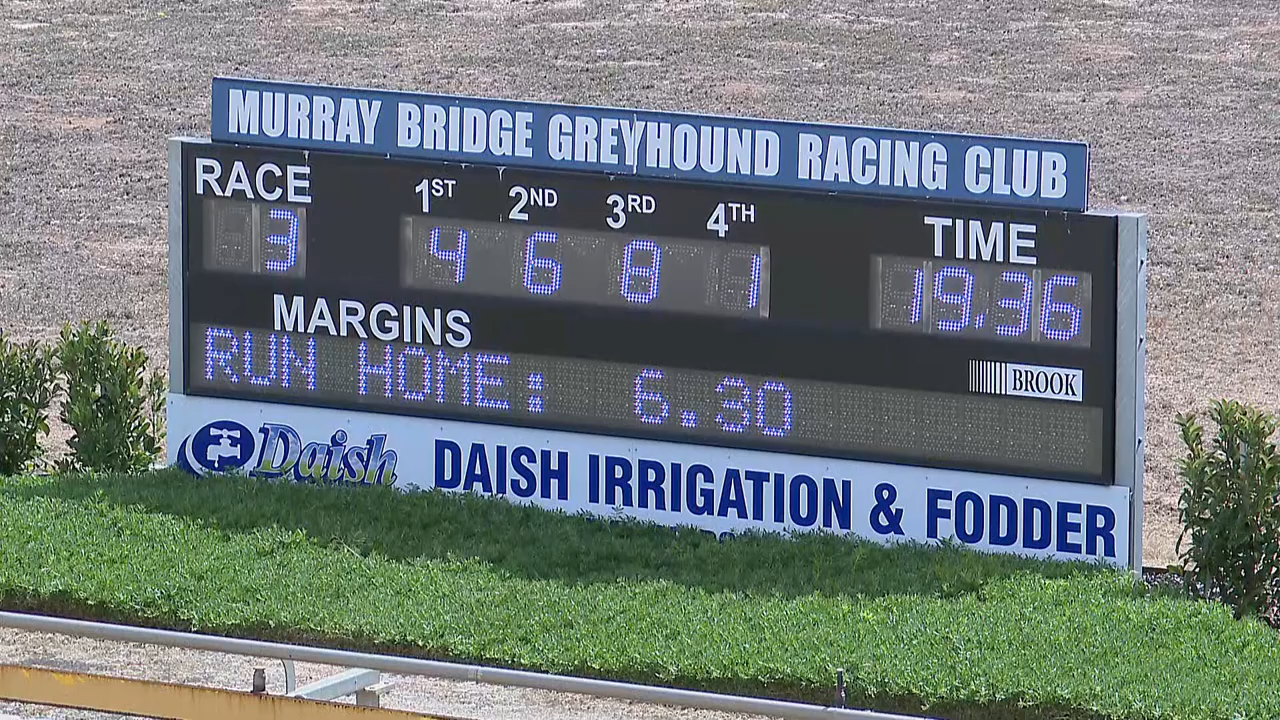 MURRAY BRIDGE GREYHOUND RACING CLUB
RACE 1ST 2ND 3RD 4TH TIME
3 4 6 8 1 19.36
MARGINS
RUN HOME: 6.30
BROOK
Daish DAISH IRRIGATION & FODDER